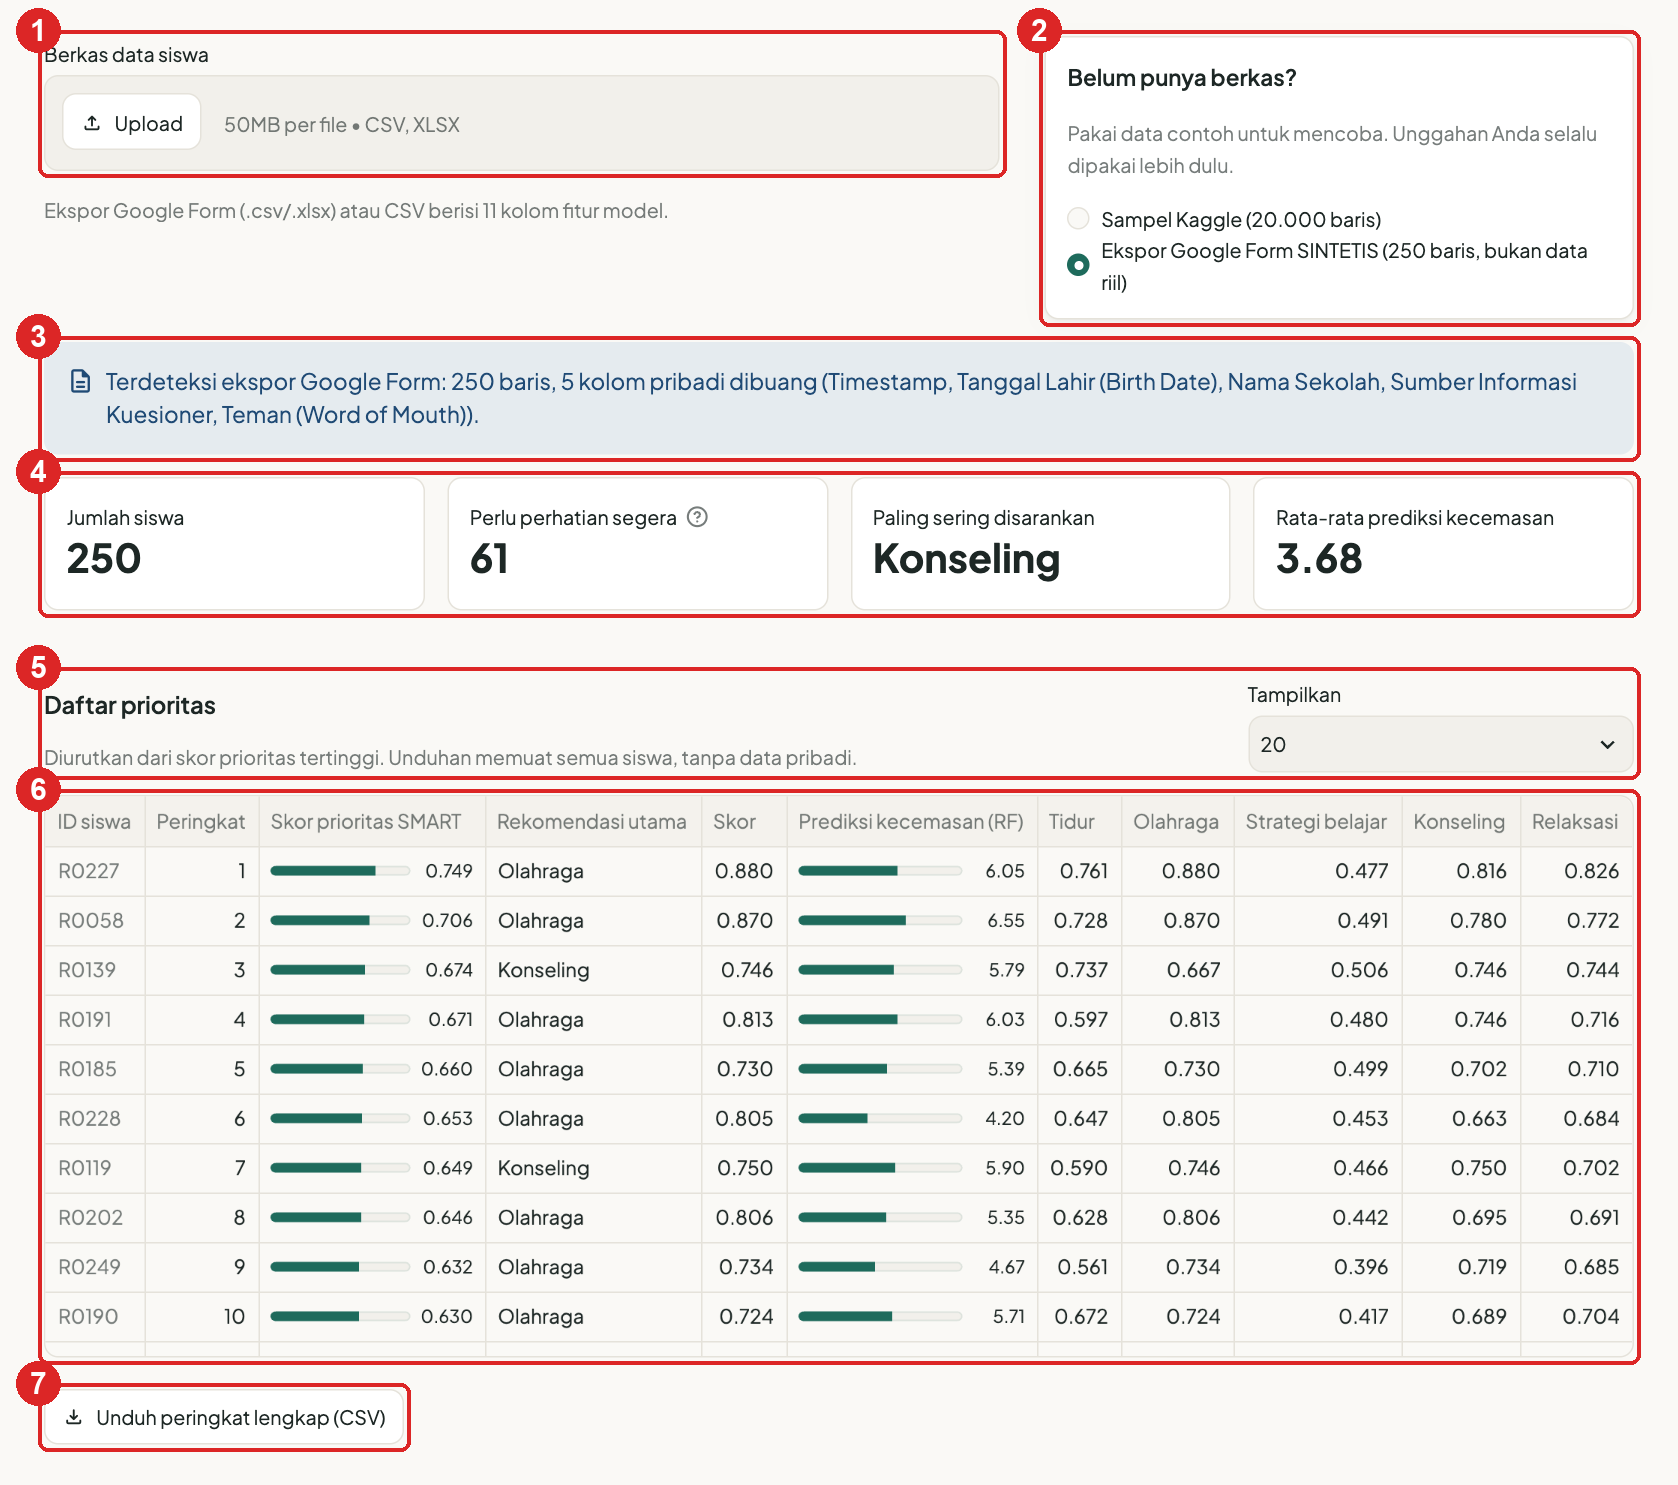 1
Berkas data siswa
Upload
50MB per file • CSV, XLSX
Ekspor Google Form (.csv/.xlsx) atau CSV berisi 11 kolom fitur model.
2
Belum punya berkas?
Pakai data contoh untuk mencoba. Unggahan Anda selalu
dipakai lebih dulu.
Sampel Kaggle (20.000 baris)
Ekspor Google Form SINTETIS (250 baris, bukan data
riil)
3
Terdeteksi ekspor Google Form: 250 baris, 5 kolom pribadi dibuang (Timestamp, Tanggal Lahir (Birth Date), Nama Sekolah, Sumber Informasi
Kuesioner, Teman (Word of Mouth)).
4
Jumlah siswa
250
Perlu perhatian segera ?
61
Paling sering disarankan
Konseling
Rata-rata prediksi kecemasan
3.68
5
Daftar prioritas
Diurutkan dari skor prioritas tertinggi. Unduhan memuat semua siswa, tanpa data pribadi.
Tampilkan
20
6
ID siswa Peringkat Skor prioritas SMART Rekomendasi utama Skor Prediksi kecemasan (RF) Tidur Olahraga Strategi belajar Konseling Relaksasi
R0227 1 0.749 Olahraga 0.880 6.05 0.761 0.880 0.477 0.816 0.826
R0058 2 0.706 Olahraga 0.870 6.55 0.728 0.870 0.491 0.780 0.772
R0139 3 0.674 Konseling 0.746 5.79 0.737 0.667 0.506 0.746 0.744
R0191 4 0.671 Olahraga 0.813 6.03 0.597 0.813 0.480 0.746 0.716
R0185 5 0.660 Olahraga 0.730 5.39 0.665 0.730 0.499 0.702 0.710
R0228 6 0.653 Olahraga 0.805 4.20 0.647 0.805 0.453 0.663 0.684
R0119 7 0.649 Konseling 0.750 5.90 0.590 0.746 0.466 0.750 0.702
R0202 8 0.646 Olahraga 0.806 5.35 0.628 0.806 0.442 0.695 0.691
R0249 9 0.632 Olahraga 0.734 4.67 0.561 0.734 0.396 0.719 0.685
R0190 10 0.630 Olahraga 0.724 5.71 0.672 0.724 0.417 0.689 0.704
7
Unduh peringkat lengkap (CSV)